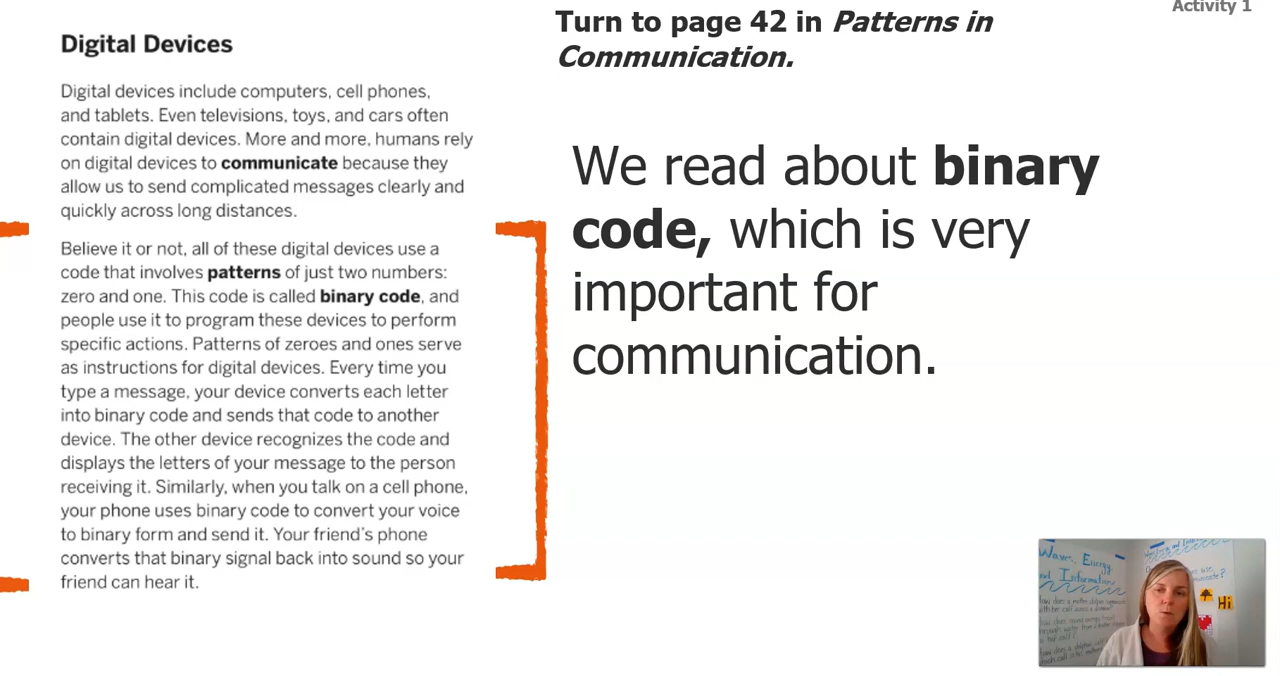 Activity 1
Turn to page 42 in Patterns in
Communication.
Digital Devices
Digital devices include computers, cell phones,
and tablets. Even televisions, toys, and cars often
contain digital devices. More and more, humans rely
on digital devices to communicate because they
allow us to send complicated messages clearly and
quickly across long distances.
Believe it or not, all of these digital devices use a
code that involves patterns of just two numbers:
zero and one. This code is called binary code, and
people use it to program these devices to perform
specific actions. Patterns of zeroes and ones serve
as instructions for digital devices. Every time you
type a message, your device converts each letter
into binary code and sends that code to another
device. The other device recognizes the code and
displays the letters of your message to the person
receiving it. Similarly, when you talk on a cell phone,
your phone uses binary code to convert your voice
to binary form and send it. Your friend's phone
converts that binary signal back into sound so your
friend can hear it.
We read about binary
code, which is very
important for
communication.
Waves, Energy,
and Information
Hi